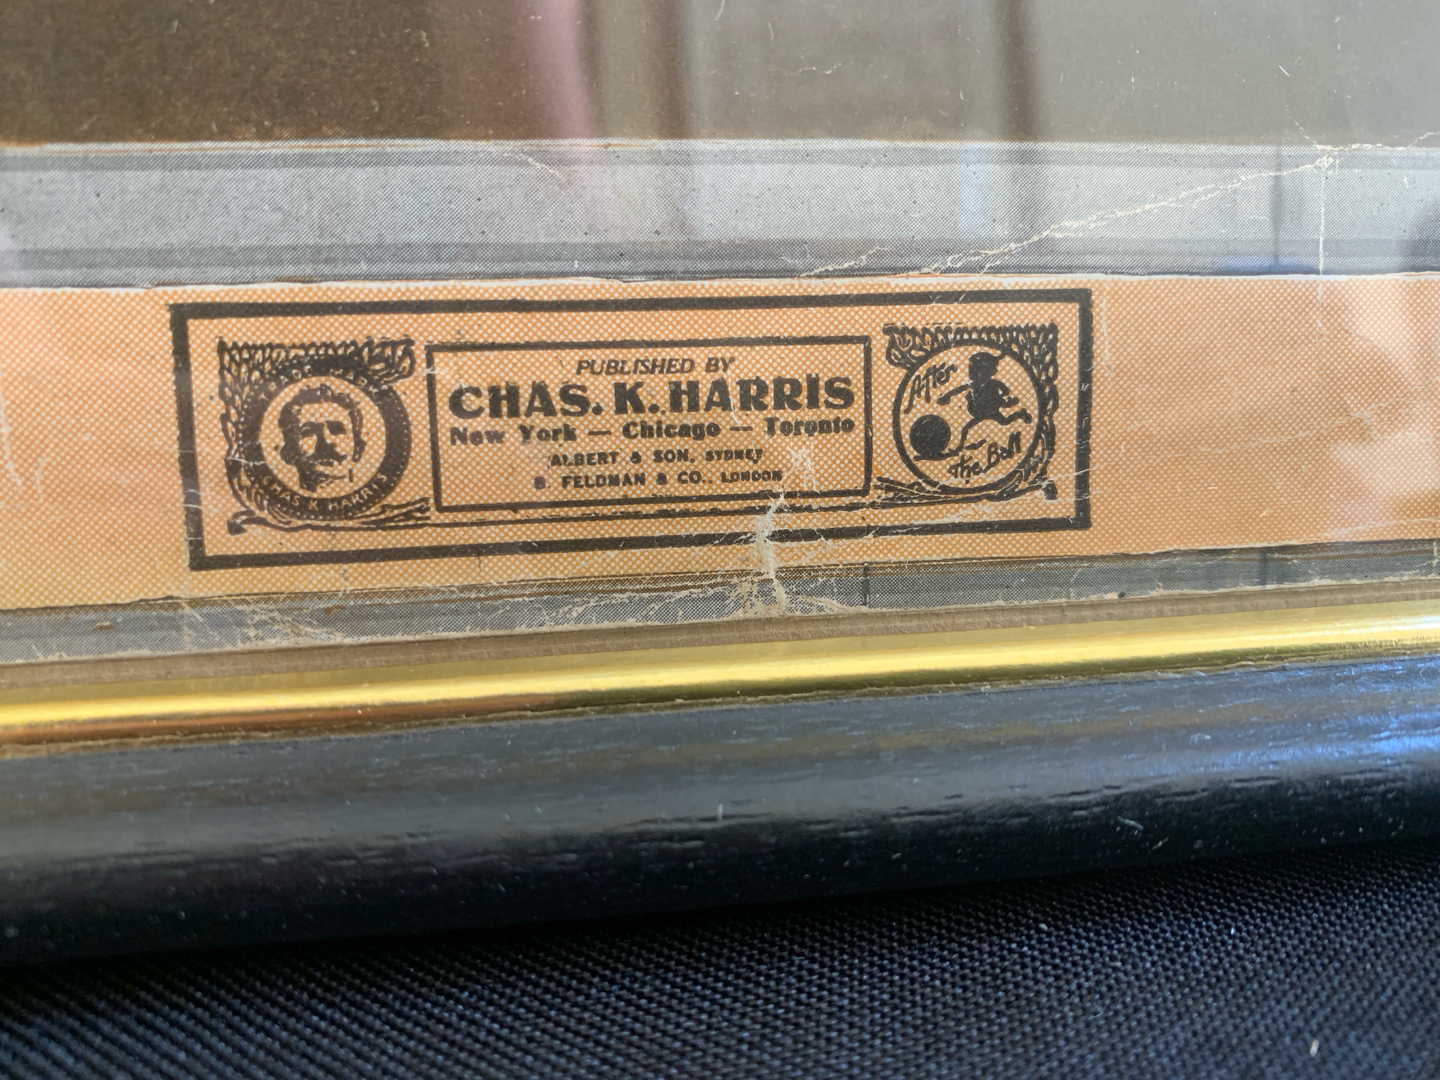 CHAS. K. HARRIS
PUBLISHED BY
CHAS. K. HARRIS
New York — Chicago — Toronto
ALBERT & SON, SYDNEY
B. FELDMAN & CO., LONDON
After
the Ball